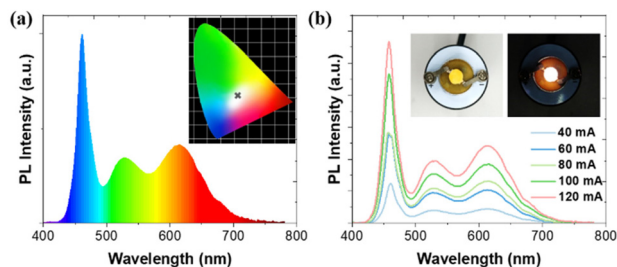 (a)
PL Intensity (a.u.)
400 500 600 700 800
Wavelength (nm)
(b)
PL Intensity (a.u.)
40 mA
60 mA
80 mA
100 mA
120 mA
400 500 600 700 800
Wavelength (nm)